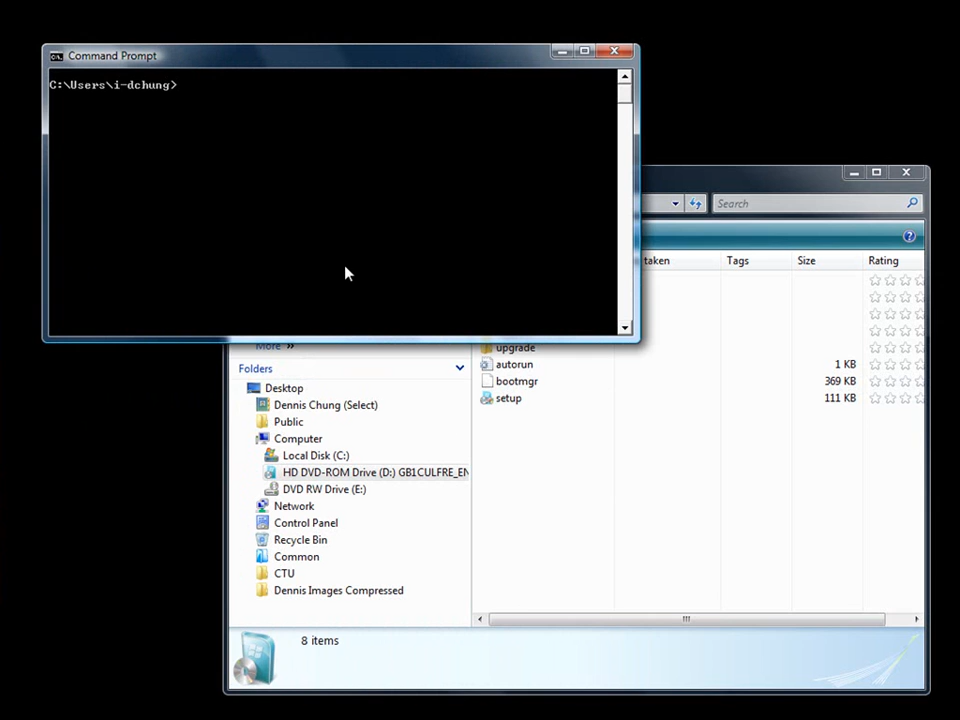 Command Prompt
C:\Users\i-dchung>
Search
taken Tags Size Rating
More »
Folders
Desktop
Dennis Chung (Select)
Public
Computer
Local Disk (C:)
HD DVD-ROM Drive (D:) GB1CULFRE_EN
DVD RW Drive (E:)
Network
Control Panel
Recycle Bin
Common
CTU
Dennis Images Compressed
upgrade
autorun 1 KB
bootmgr 369 KB
setup 111 KB
8 items